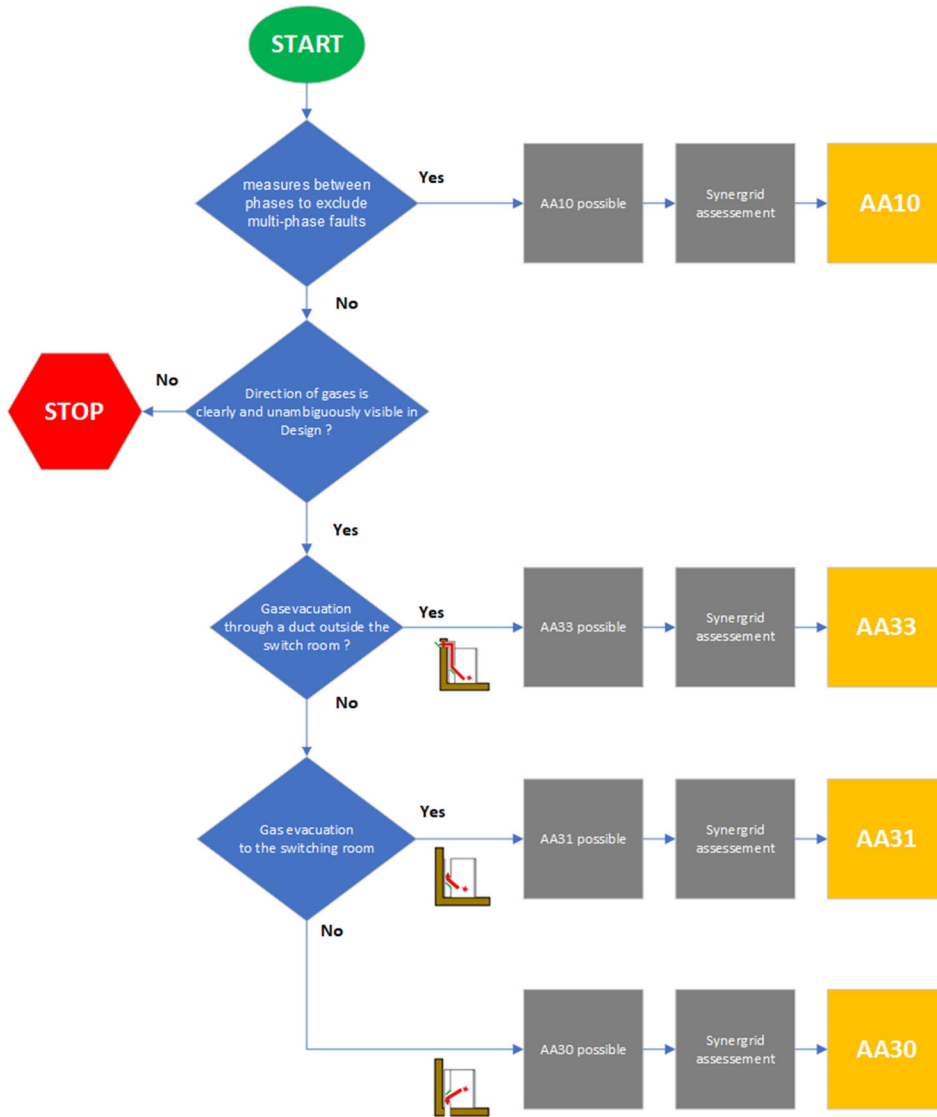 START
measures between
phases to exclude
multi-phase faults
Yes
AA10 possible
Synergrid
assessement
AA10
No
Direction of gases is
clearly and unambiguously visible in
Design ?
No
STOP
Yes
Gasevacuation
through a duct outside the
switch room ?
Yes
AA33 possible
Synergrid
assessment
AA33
No
Gas evacuation
to the switching room
Yes
AA31 possible
Synergrid
assessment
AA31
No
AA30 possible
Synergrid
assessment
AA30